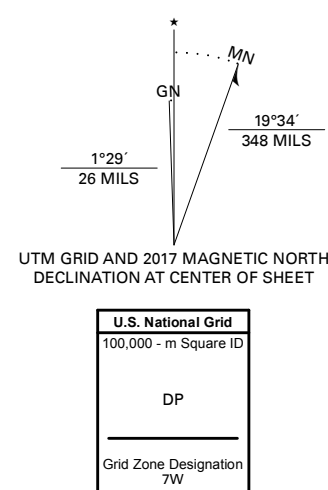 ★
MN
GN
19°34´
348 MILS
1°29´
26 MILS
UTM GRID AND 2017 MAGNETIC NORTH
DECLINATION AT CENTER OF SHEET
U.S. National Grid
100,000 - m Square ID
DP
Grid Zone Designation
7W